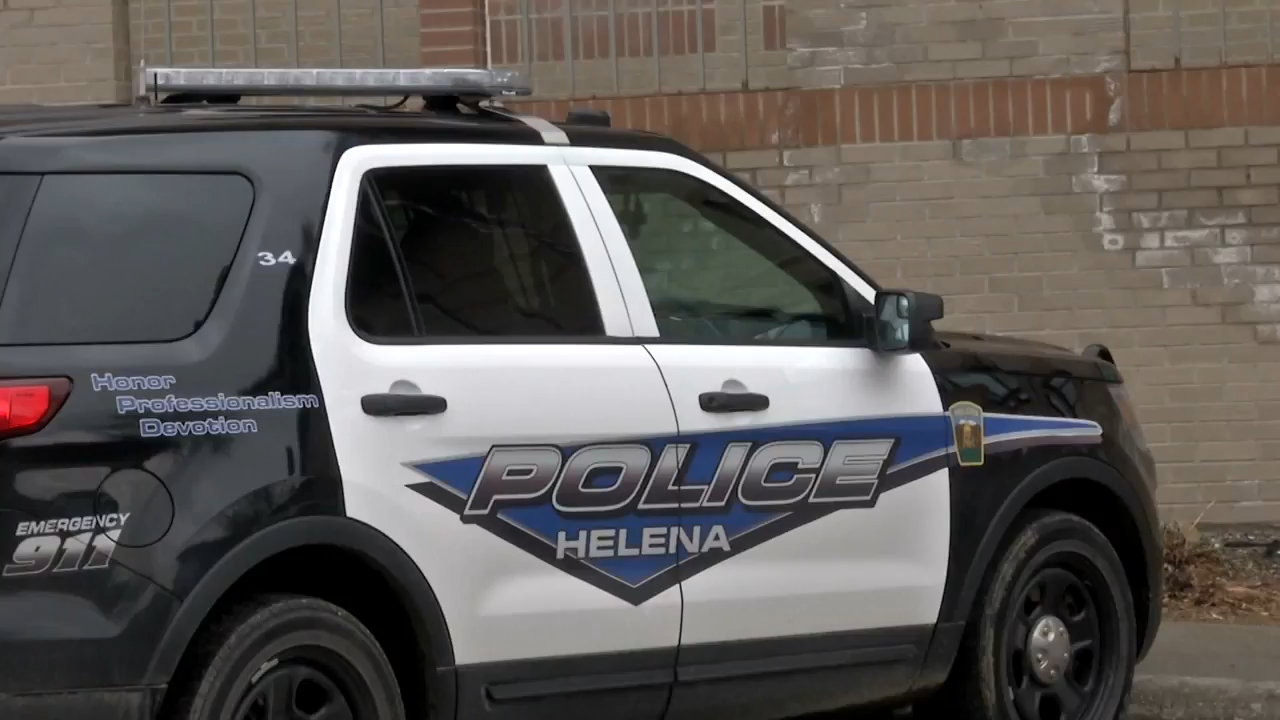 34
Honor
Professionalism
Devotion
EMERGENCY
911
POLICE
HELENA